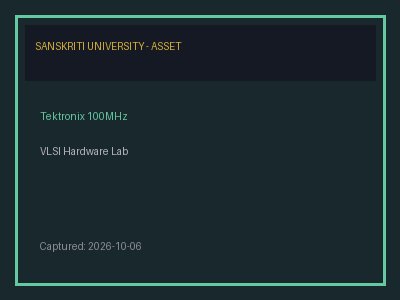 SANSKRITI UNIVERSITY - ASSET
Tektronix 100MHz
VLSI Hardware Lab
Captured: 2026-10-06